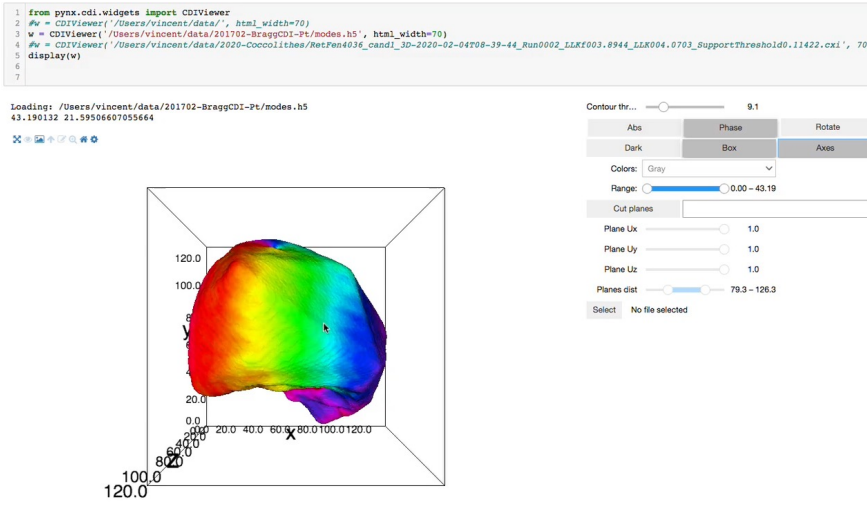 1 from pynx.cdi.widgets import CDIViewer
2 #w = CDIViewer('/Users/vincent/data/', html_width=70)
3 w = CDIViewer('/Users/vincent/data/201702-BraggCDI-Pt/modes.h5', html_width=70)
4 #w = CDIViewer('/Users/vincent/data/2020-Coccolithes/RetFen4036_cand1_3D-2020-02-04T08-39-44_Run0002_LLKf003.8944_LLK004.0703_SupportThreshold0.11422.cxi', 70
5 display(w)
6
7
Loading: /Users/vincent/data/201702-BraggCDI-Pt/modes.h5
43.190132 21.59506607055664
Contour thr... 9.1
Abs Phase Rotate
Dark Box Axes
Colors: Gray
Range: 0.00 – 43.19
Cut planes
Plane Ux 1.0
Plane Uy 1.0
Plane Uz 1.0
Planes dist 79.3 – 126.3
Select No file selected
120.0
100.0
y
20.0
0.0
20.0 40.0 60.0 80.0 100.0 120.0
x
20.0
40.0
60.0
80.0
z
100.0
120.0